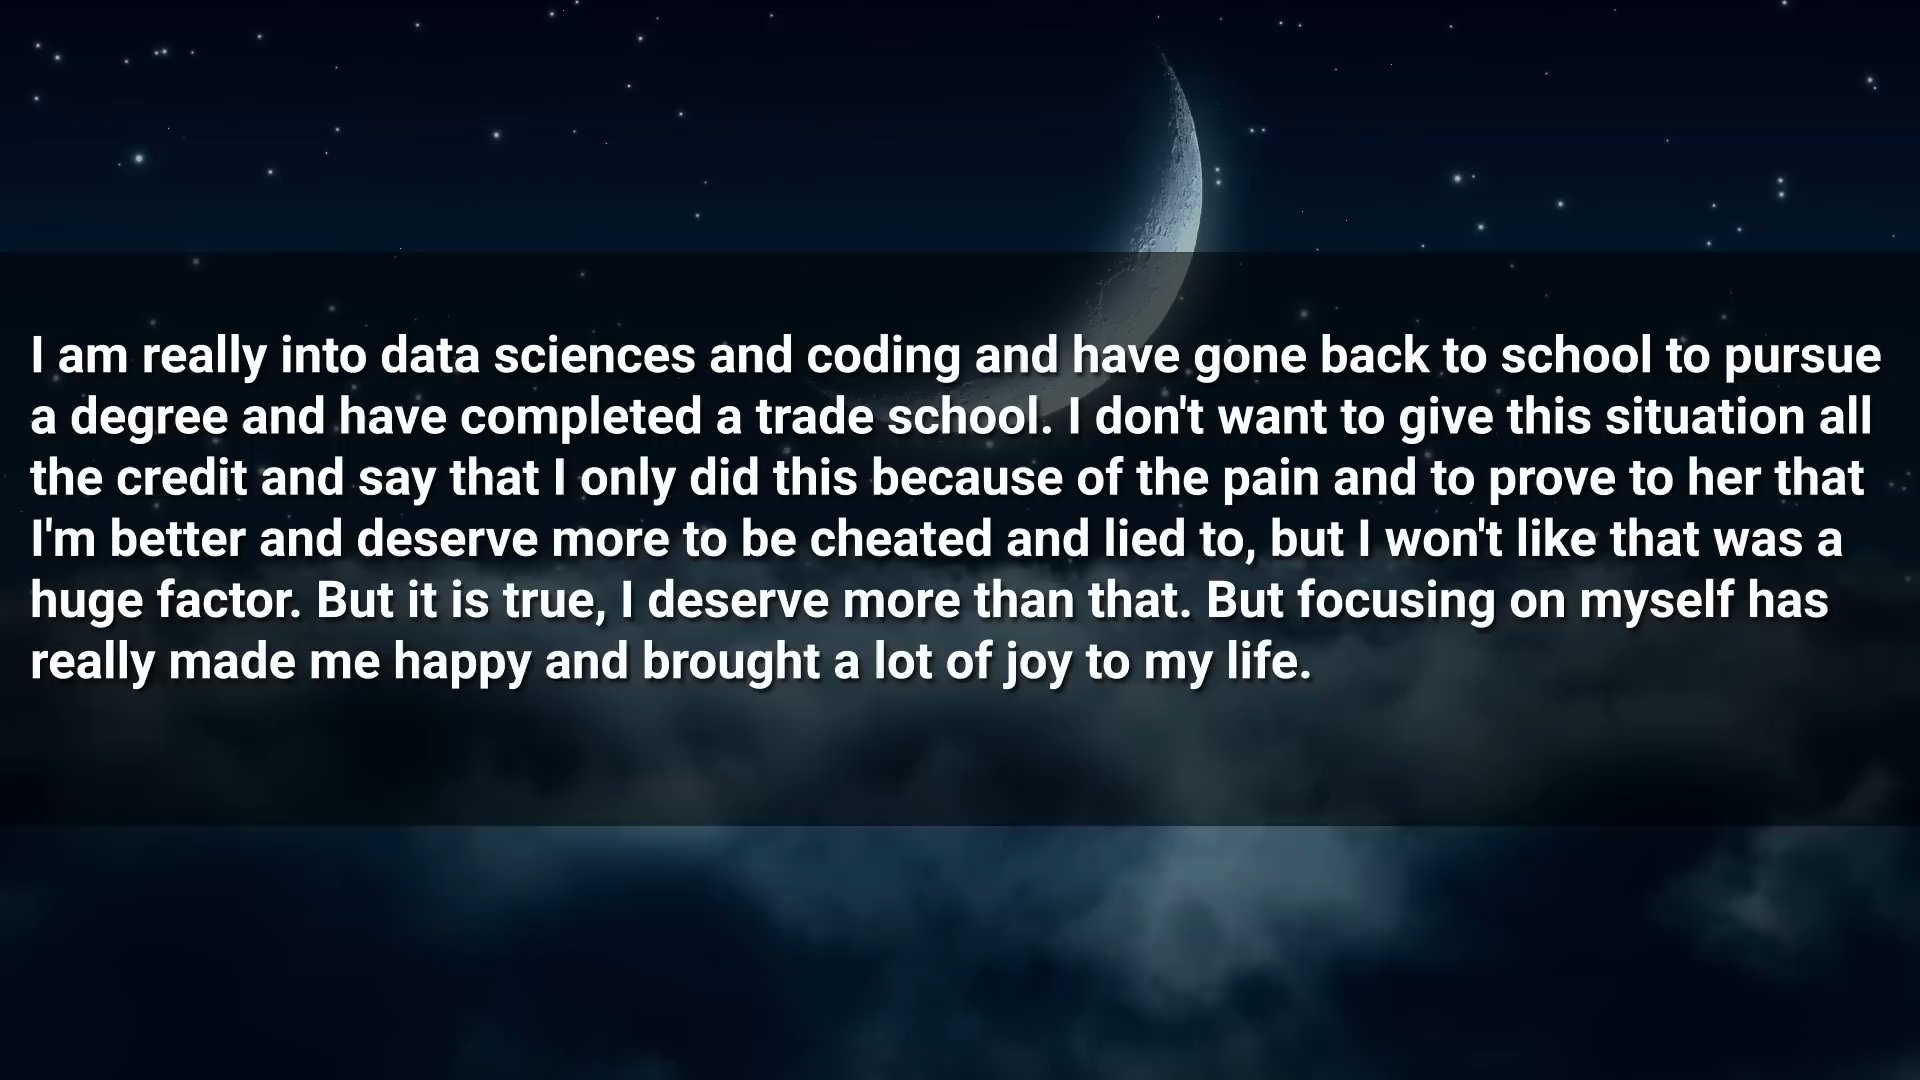 I am really into data sciences and coding and have gone back to school to pursue
a degree and have completed a trade school. I don't want to give this situation all
the credit and say that I only did this because of the pain and to prove to her that
I'm better and deserve more to be cheated and lied to, but I won't like that was a
huge factor. But it is true, I deserve more than that. But focusing on myself has
really made me happy and brought a lot of joy to my life.